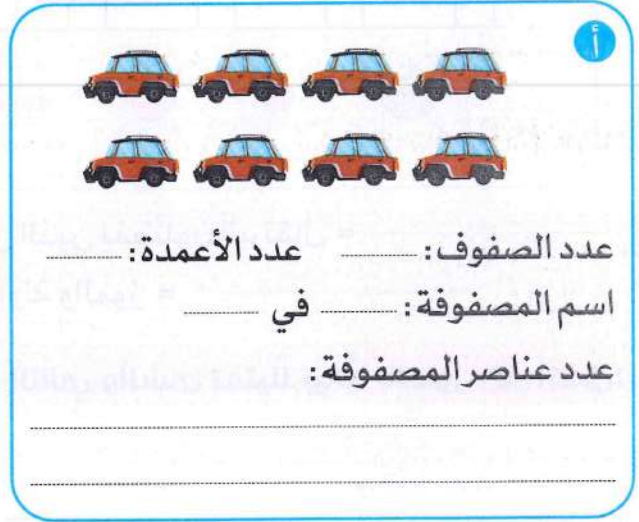 أ
عدد الصفوف: ........ عدد الأعمدة: ........
اسم المصفوفة: ........ في ........
عدد عناصر المصفوفة: